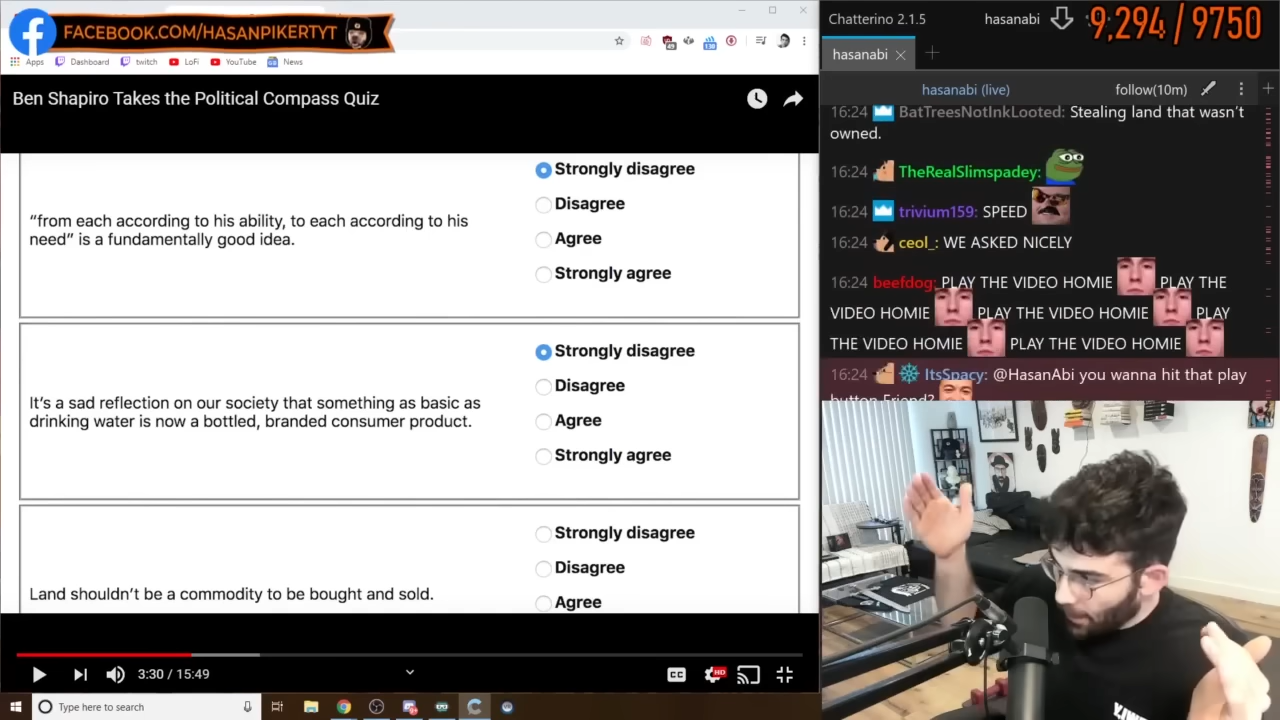 FACEBOOK.COM/HASANPIKERTYT
Apps
Dashboard
twitch
LoFi
YouTube
News
Ben Shapiro Takes the Political Compass Quiz
“from each according to his ability, to each according to his
need” is a fundamentally good idea.
Strongly disagree
Disagree
Agree
Strongly agree
It’s a sad reflection on our society that something as basic as
drinking water is now a bottled, branded consumer product.
Strongly disagree
Disagree
Agree
Strongly agree
Land shouldn’t be a commodity to be bought and sold.
Strongly disagree
Disagree
Agree
3:30 / 15:49
CC
HD
Type here to search
Chatterino 2.1.5
hasanabi
9,294 / 9750
hasanabi
hasanabi (live)
follow(10m)
16:24 BatTreesNotInkLooted: Stealing land that wasn’t
owned.
16:24 TheRealSlimspadey:
16:24 trivium159: SPEED
16:24 ceol_: WE ASKED NICELY
16:24 beefdog: PLAY THE VIDEO HOMIE PLAY THE
VIDEO HOMIE PLAY THE VIDEO HOMIE PLAY
THE VIDEO HOMIE PLAY THE VIDEO HOMIE
16:24 ItsSpacy: @HasanAbi you wanna hit that play
button Friend?